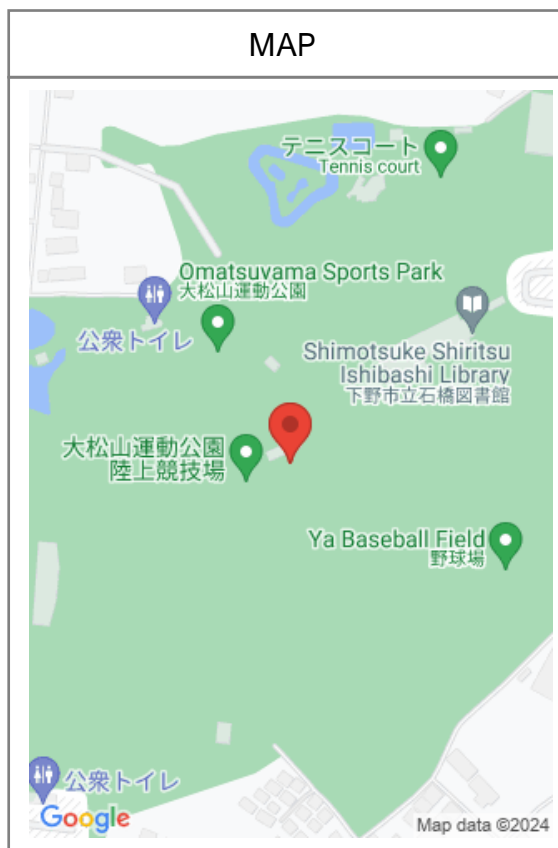 MAP
テニスコート
Tennis court
Omatsuyama Sports Park
大松山運動公園
公衆トイレ
Shimotsuke Shiritsu
Ishibashi Library
下野市立石橋図書館
大松山運動公園
陸上競技場
Ya Baseball Field
野球場
公衆トイレ
Google
Map data ©2024